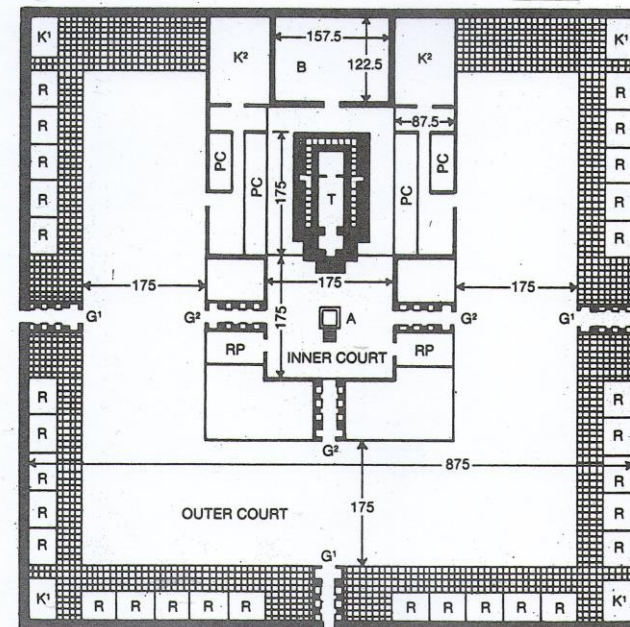 K¹ 157.5 K¹
K² B 122.5 K²
R R
R 87.5 R
R PC PC PC PC R
R 175 T R
R R
175 175 175
G¹ G² 175 A G² G¹
RP INNER COURT RP
R R
R G² R
875
R R
R 175 R
OUTER COURT
R R
G¹
K¹ R R R R R R R R R R K¹